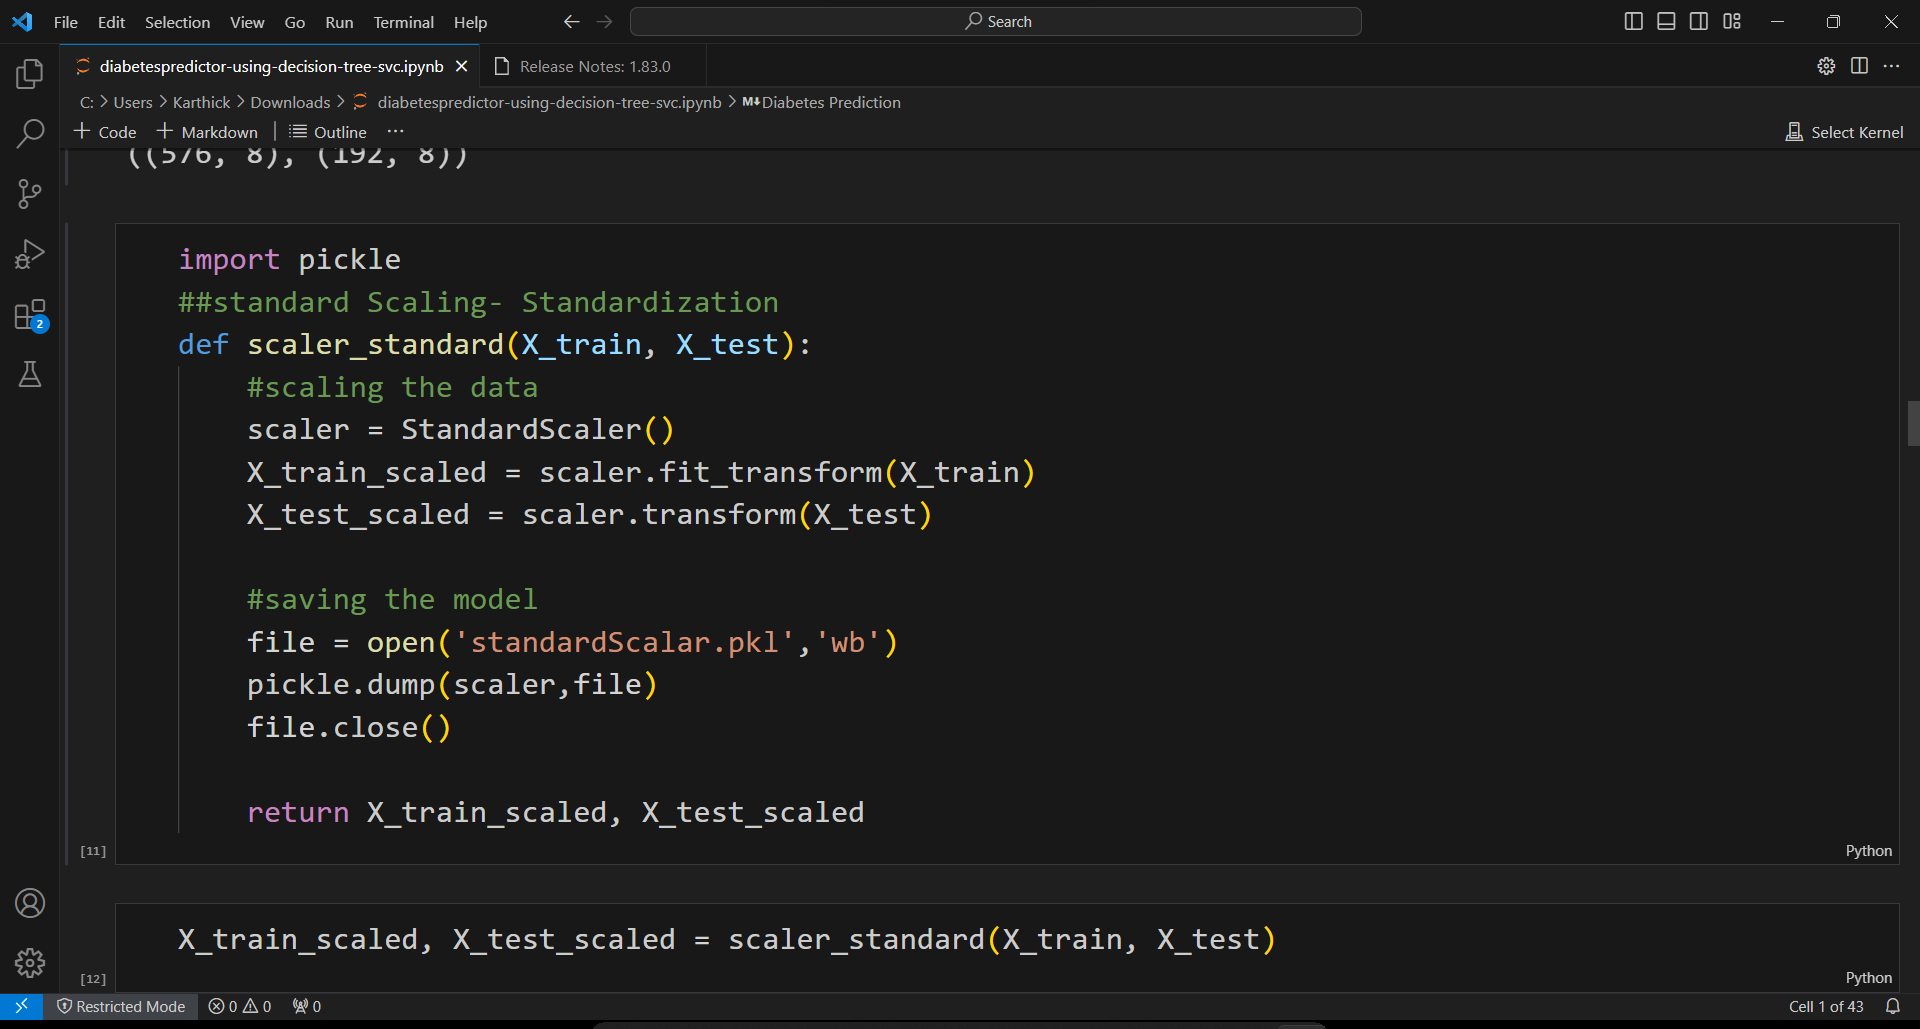 File Edit Selection View Go Run Terminal Help Search
diabetespredictor-using-decision-tree-svc.ipynb Release Notes: 1.83.0
C: > Users > Karthick > Downloads > diabetespredictor-using-decision-tree-svc.ipynb > M↓Diabetes Prediction
+ Code + Markdown | Outline ··· Select Kernel
((576, 8), (192, 8))
import pickle
##standard Scaling- Standardization
def scaler_standard(X_train, X_test):
    #scaling the data
    scaler = StandardScaler()
    X_train_scaled = scaler.fit_transform(X_train)
    X_test_scaled = scaler.transform(X_test)
    #saving the model
    file = open('standardScalar.pkl','wb')
    pickle.dump(scaler,file)
    file.close()
    return X_train_scaled, X_test_scaled
[11] Python
X_train_scaled, X_test_scaled = scaler_standard(X_train, X_test)
[12] Python
2
Restricted Mode 0 0 0 Cell 1 of 43